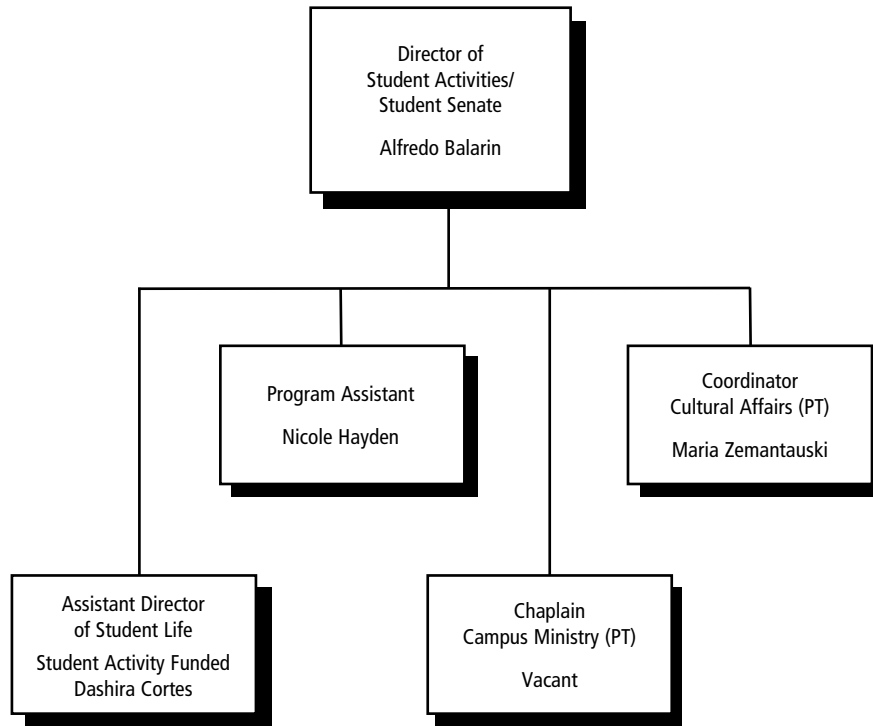 Director of
Student Activities/
Student Senate
Alfredo Balarin
Program Assistant
Nicole Hayden
Coordinator
Cultural Affairs (PT)
Maria Zemantauski
Assistant Director
of Student Life
Student Activity Funded
Dashira Cortes
Chaplain
Campus Ministry (PT)
Vacant